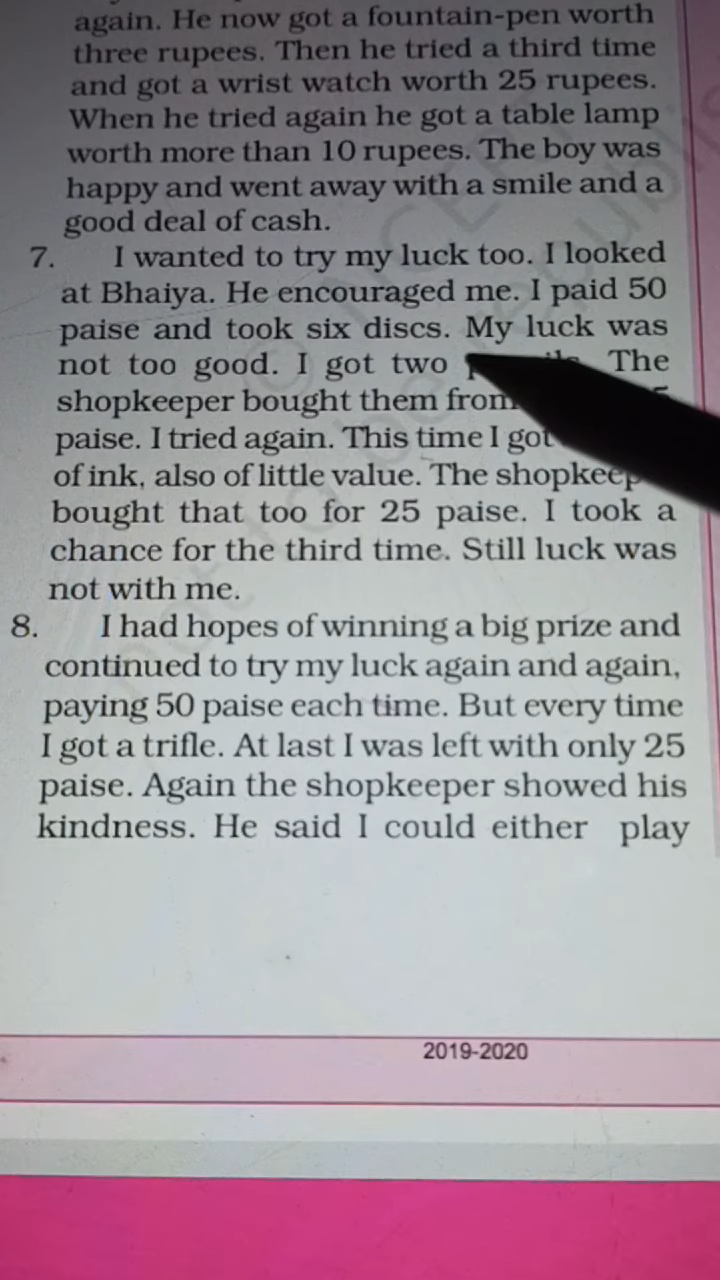 again. He now got a fountain-pen worth
three rupees. Then he tried a third time
and got a wrist watch worth 25 rupees.
When he tried again he got a table lamp
worth more than 10 rupees. The boy was
happy and went away with a smile and a
good deal of cash.
7. I wanted to try my luck too. I looked
at Bhaiya. He encouraged me. I paid 50
paise and took six discs. My luck was
not too good. I got two The
shopkeeper bought them from
paise. I tried again. This time I got
of ink, also of little value. The
bought that too for 25 paise. I took a
chance for the third time. Still luck was
not with me.
8. I had hopes of winning a big prize and
continued to try my luck again and again,
paying 50 paise each time. But every time
I got a trifle. At last I was left with only 25
paise. Again the shopkeeper showed his
kindness. He said I could either play
2019-2020